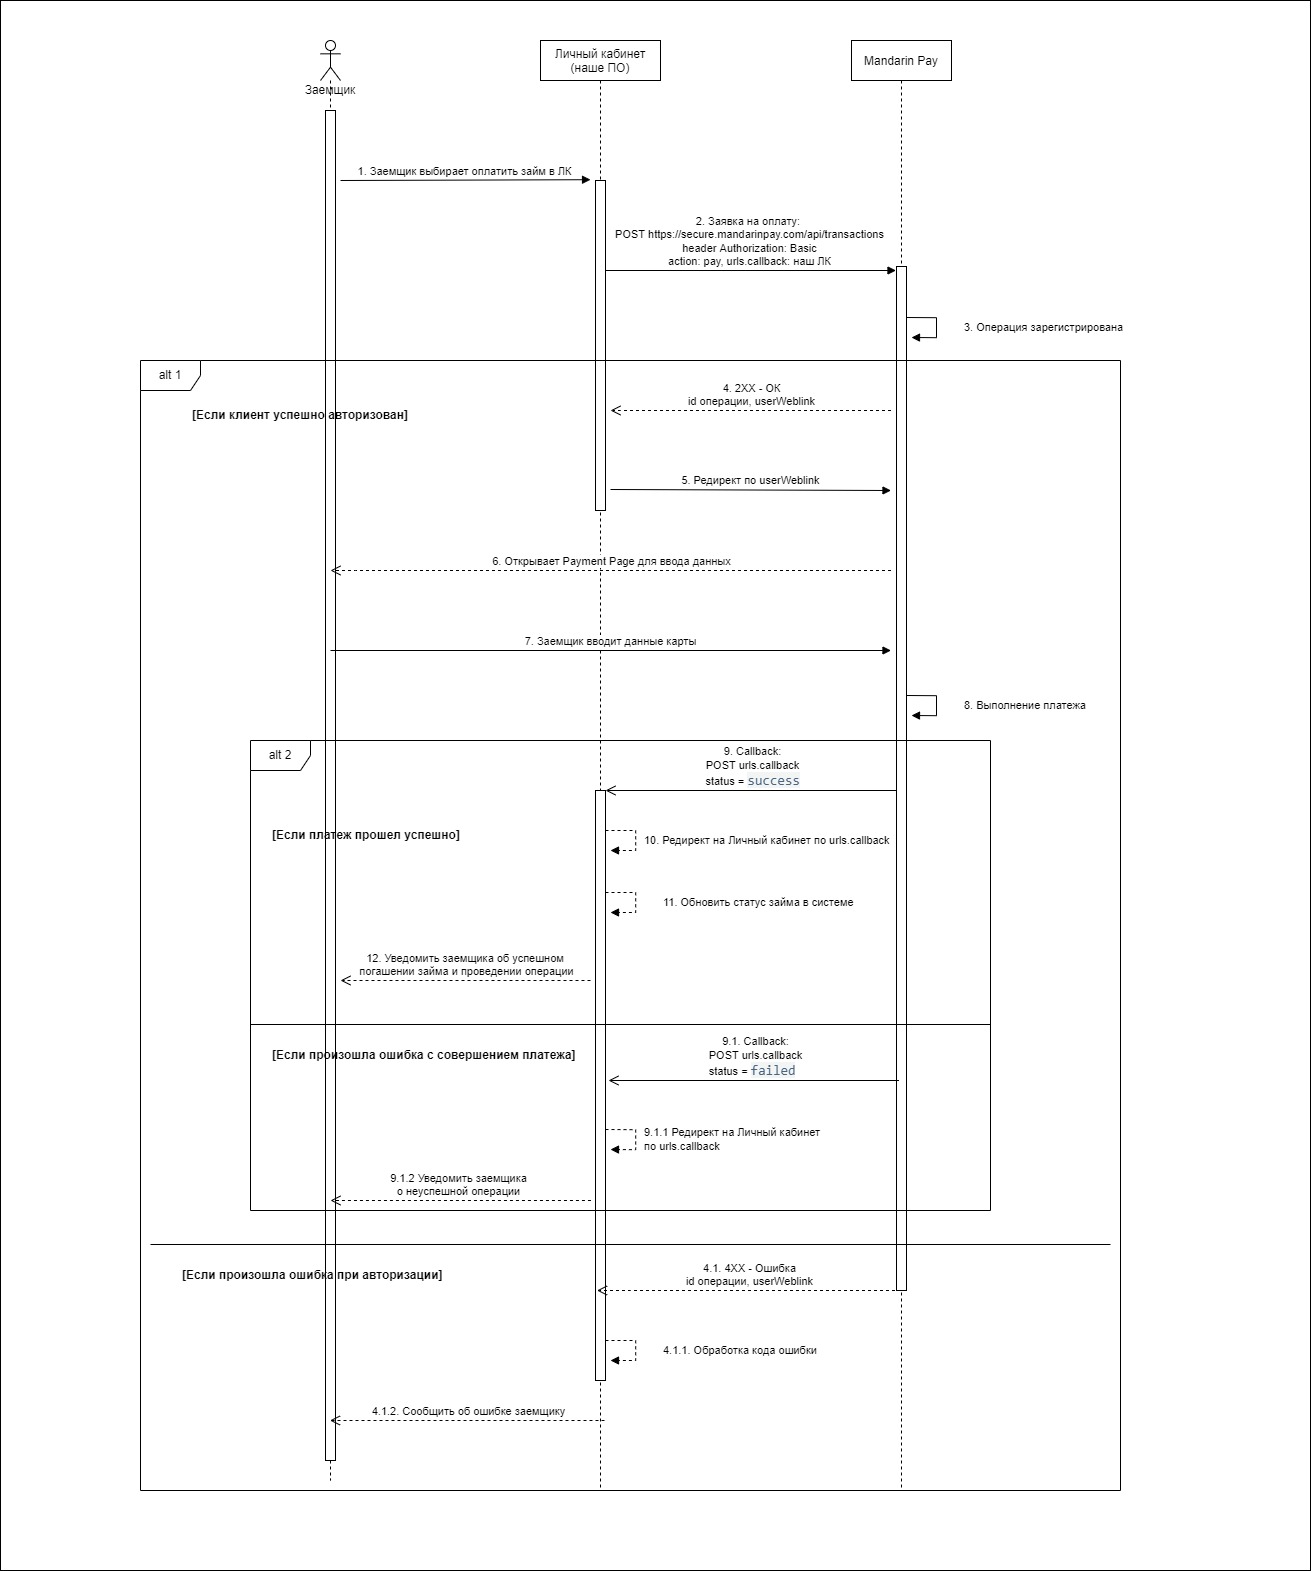 Заемщик
Личный кабинет
(наше ПО)
Mandarin Pay
1. Заемщик выбирает оплатить займ в ЛК
2. Заявка на оплату:
POST https://secure.mandarinpay.com/api/transactions
header Authorization: Basic
action: pay, urls.callback: наш ЛК
3. Операция зарегистрирована
alt 1
4. 2XX - ОК
id операции, userWeblink
[Если клиент успешно авторизован]
5. Редирект по userWeblink
6. Открывает Payment Page для ввода данных
7. Заемщик вводит данные карты
8. Выполнение платежа
alt 2
9. Callback:
POST urls.callback
status = success
[Если платеж прошел успешно]
10. Редирект на Личный кабинет по urls.callback
11. Обновить статус займа в системе
12. Уведомить заемщика об успешном
погашении займа и проведении операции
9.1. Callback:
POST urls.callback
status = failed
[Если произошла ошибка с совершением платежа]
9.1.1 Редирект на Личный кабинет
по urls.callback
9.1.2 Уведомить заемщика
о неуспешной операции
4.1. 4XX - Ошибка
id операции, userWeblink
[Если произошла ошибка при авторизации]
4.1.1. Обработка кода ошибки
4.1.2. Сообщить об ошибке заемщику